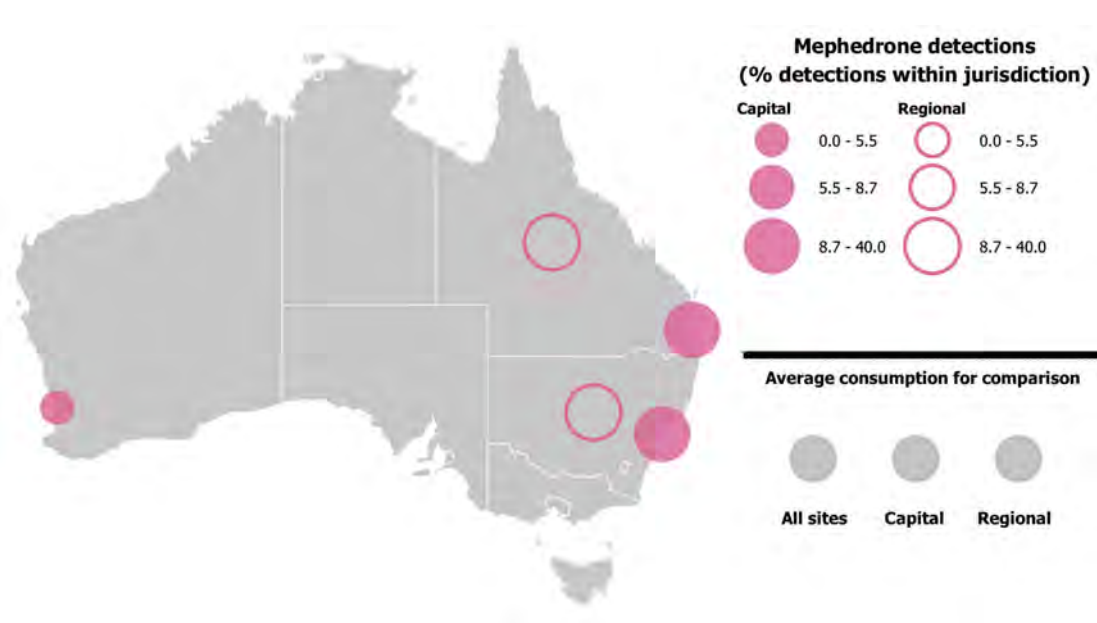 Mephedrone detections
(% detections within jurisdiction)
Capital Regional
0.0 - 5.5 0.0 - 5.5
5.5 - 8.7 5.5 - 8.7
8.7 - 40.0 8.7 - 40.0
Average consumption for comparison
All sites Capital Regional